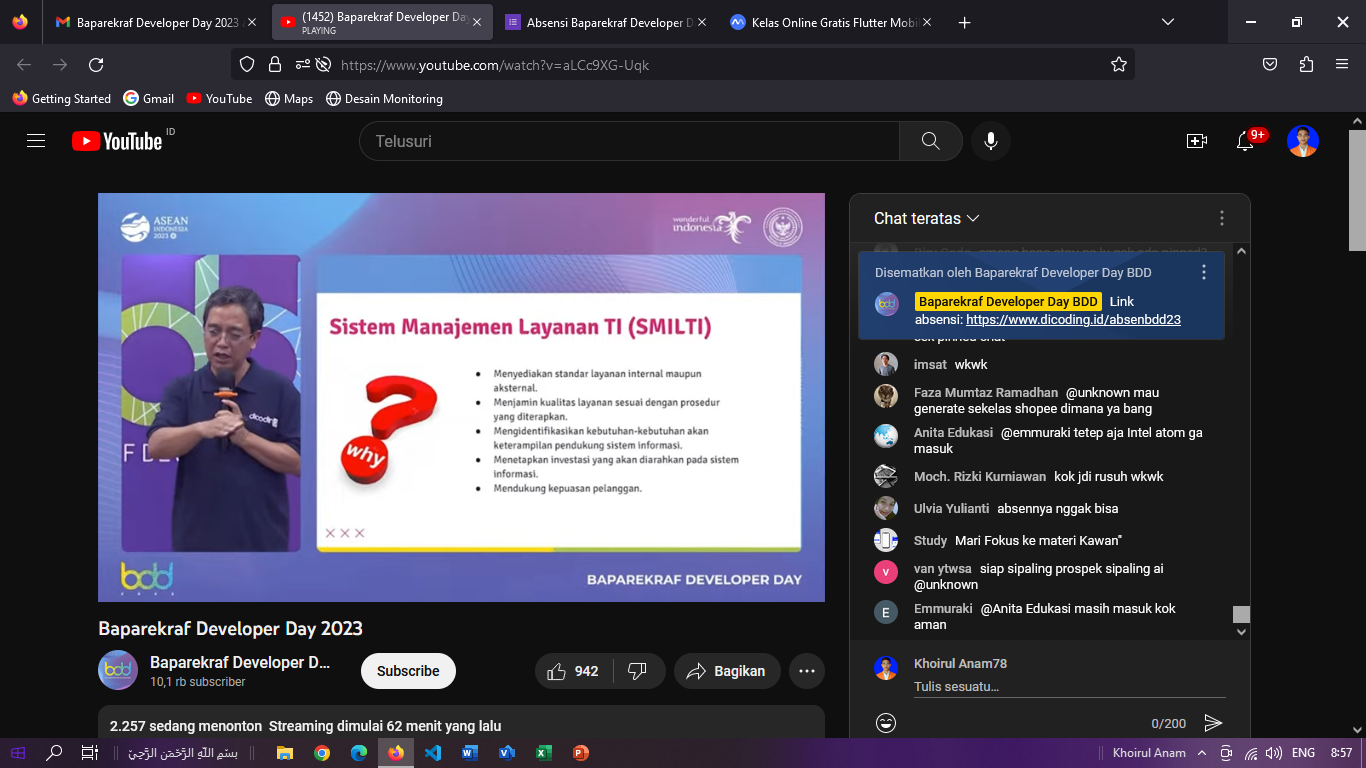 Baparekraf Developer Day 2023
(1452) Baparekraf Developer Day
PLAYING
Absensi Baparekraf Developer D
Kelas Online Gratis Flutter Mobil
https://www.youtube.com/watch?v=aLCc9XG-Uqk
Getting Started
Gmail
YouTube
Maps
Desain Monitoring
YouTube
ID
Telusuri
9+
ASEAN
INDONESIA
2023
wonderful
indonesia
Sistem Manajemen Layanan TI (SMILTI)
why
● Menyediakan standar layanan internal maupun
aksternal.
● Menjamin kualitas layanan sesuai dengan prosedur
yang diterapkan.
● Mengidentifikasikan kebutuhan-kebutuhan akan
keterampilan pendukung sistem informasi.
● Menetapkan investasi yang akan diarahkan pada sistem
informasi.
● Mendukung kepuasan pelanggan.
dicoding
F DE
bdd
BAPAREKRAF DEVELOPER DAY
Baparekraf Developer Day 2023
bdd
Baparekraf Developer D...
10,1 rb subscriber
Subscribe
942
Bagikan
2.257 sedang menonton Streaming dimulai 62 menit yang lalu
Chat teratas
Disematkan oleh Baparekraf Developer Day BDD
Baparekraf Developer Day BDD Link
absensi: https://www.dicoding.id/absenbdd23
imsat wkwk
Faza Mumtaz Ramadhan @unknown mau
generate sekelas shopee dimana ya bang
Anita Edukasi @emmuraki tetep aja Intel atom ga
masuk
Moch. Rizki Kurniawan kok jdi rusuh wkwk
Ulvia Yulianti absennya nggak bisa
Study Mari Fokus ke materi Kawan"
v
van ytwsa siap sipaling prospek sipaling ai
@unknown
E
Emmuraki @Anita Edukasi masih masuk kok
aman
Khoirul Anam78
Tulis sesuatu...
0/200
بِسْمِ اللّٰهِ الرَّحْمٰنِ الرَّحِيْمِ
Khoirul Anam
ENG
8:57